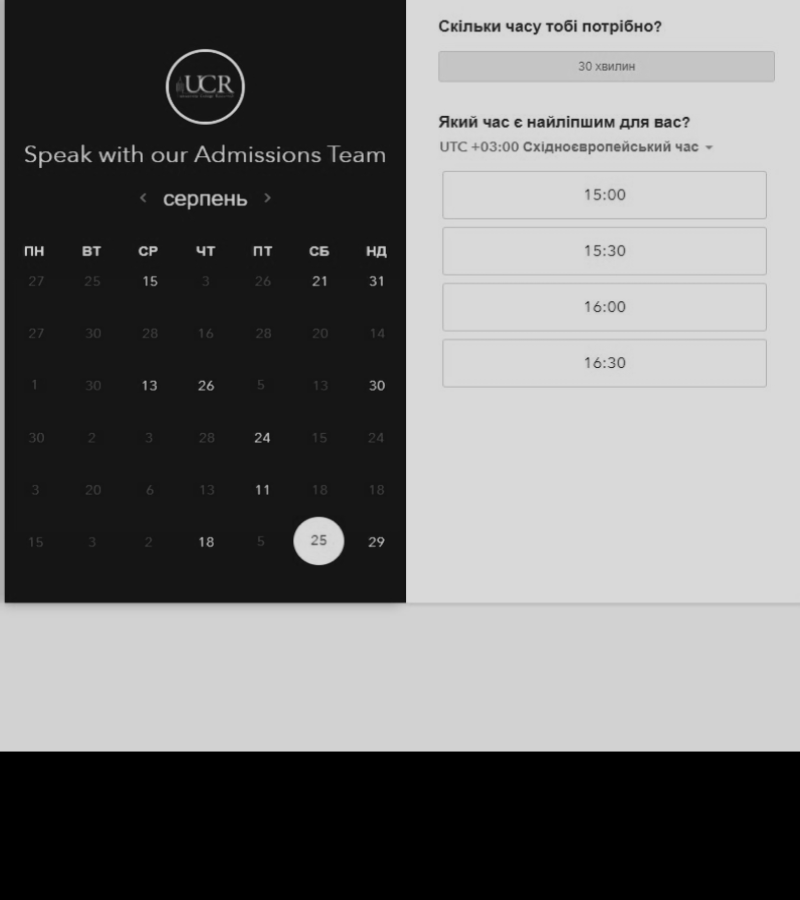 UCR
Speak with our Admissions Team
‹ серпень ›
ПН ВТ СР ЧТ ПТ СБ НД
27 25 15 3 26 21 31
27 30 28 16 28 20 14
1 30 13 26 5 13 30
30 2 3 28 24 15 24
3 20 6 13 11 18 18
15 3 2 18 5 25 29
Скільки часу тобі потрібно?
30 хвилин
Який час є найліпшим для вас?
UTC +03:00 Східноєвропейський час
15:00
15:30
16:00
16:30